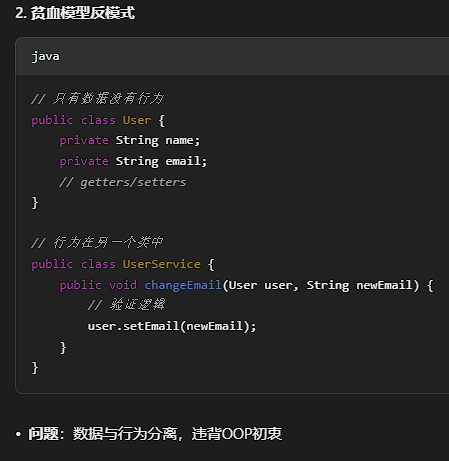 2. 贫血模型反模式
java
// 只有数据没有行为
public class User {
    private String name;
    private String email;
    // getters/setters
}
// 行为在另一个类中
public class UserService {
    public void changeEmail(User user, String newEmail) {
        // 验证逻辑
        user.setEmail(newEmail);
    }
}
• 问题：数据与行为分离，违背OOP初衷